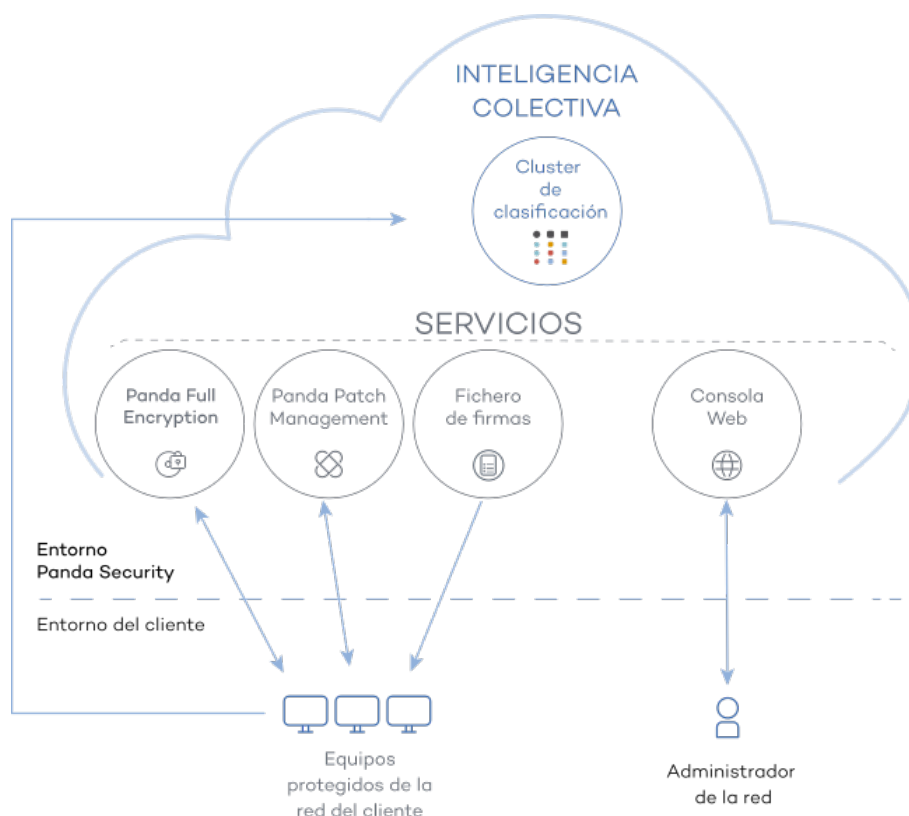 INTELIGENCIA
COLECTIVA
Cluster
de
clasificación
SERVICIOS
Panda Full
Encryption
Panda Patch
Management
Fichero
de firmas
Consola
Web
Entorno
Panda Security
Entorno del cliente
Equipos
protegidos de la
red del cliente
Administrador
de la red